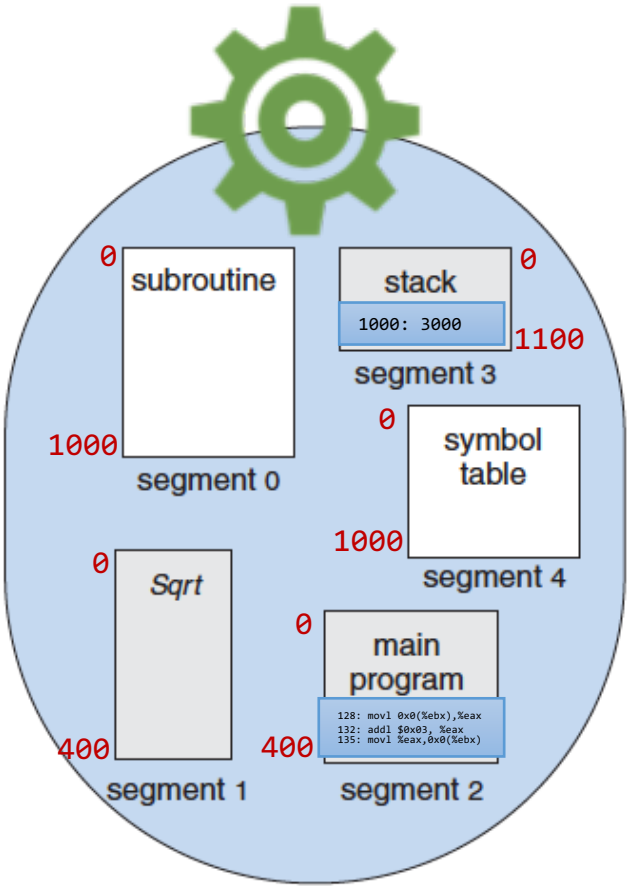 0
subroutine
1000
segment 0
0
stack
1000: 3000
1100
segment 3
0
symbol
table
1000
segment 4
0
Sqrt
400
segment 1
0
main
program
128: movl 0x0(%ebx),%eax
132: addl $0x03, %eax
135: movl %eax,0x0(%ebx)
400
segment 2